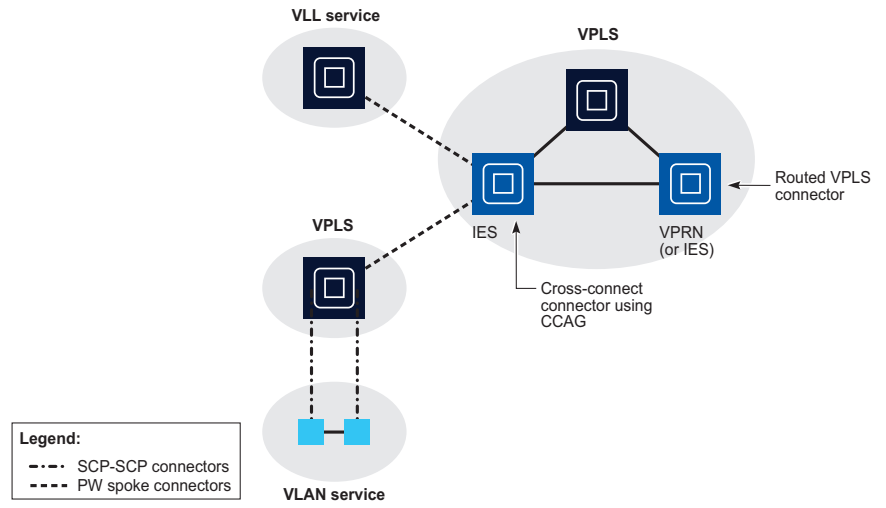 VLL service
VPLS
Routed VPLS
connector
IES
VPRN
(or IES)
VPLS
Cross-connect
connector using
CCAG
Legend:
SCP-SCP connectors
PW spoke connectors
VLAN service